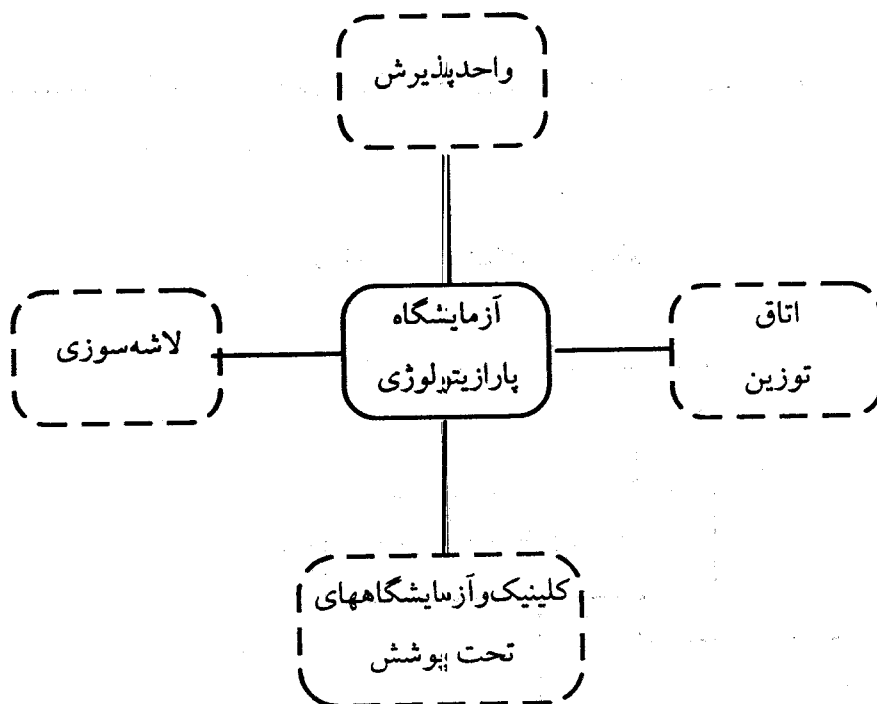 واحدپذیرش
آزمایشگاه
پارازیتولوژی
اتاق
توزین
لاشه‌سوزی
کلینیک‌وآزمایشگاههای
تحت پوشش